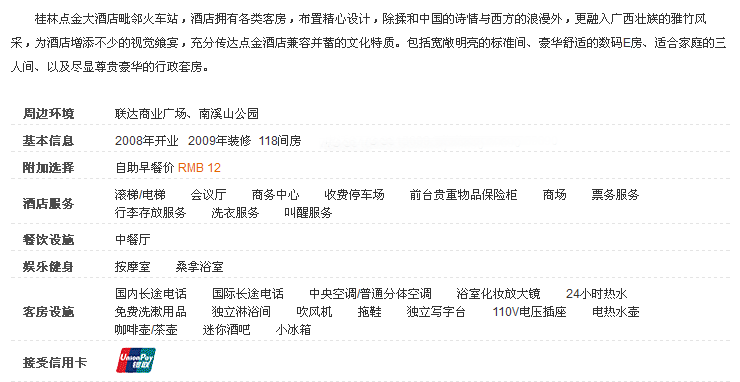 桂林点金大酒店毗邻火车站，酒店拥有各类客房，布置精心设计，除揉和中国的诗情与西方的浪漫外，更融入广西壮族的雅竹风
采，为酒店增添不少的视觉飨宴，充分传达点金酒店兼容并蓄的文化特质。包括宽敞明亮的标准间、豪华舒适的数码E房、适合家庭的三
人间、以及尽显尊贵豪华的行政套房。
周边环境 联达商业广场、南溪山公园
基本信息 2008年开业 2009年装修 118间房
附加选择 自助早餐价 RMB 12
酒店服务 滚梯/电梯 会议厅 商务中心 收费停车场 前台贵重物品保险柜 商场 票务服务
行李存放服务 洗衣服务 叫醒服务
餐饮设施 中餐厅
娱乐健身 按摩室 桑拿浴室
客房设施 国内长途电话 国际长途电话 中央空调/普通分体空调 浴室化妆放大镜 24小时热水
免费洗漱用品 独立淋浴间 吹风机 拖鞋 独立写字台 110V电压插座 电热水壶
咖啡壶/茶壶 迷你酒吧 小冰箱
接受信用卡 UnionPay 银联